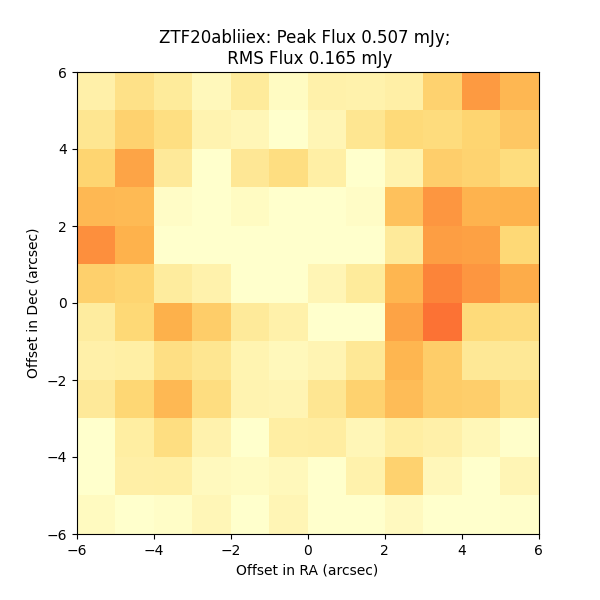 ZTF20abliiex: Peak Flux 0.507 mJy;
RMS Flux 0.165 mJy
6
4
2
0
−2
−4
−6
Offset in Dec (arcsec)
−6 −4 −2 0 2 4 6
Offset in RA (arcsec)